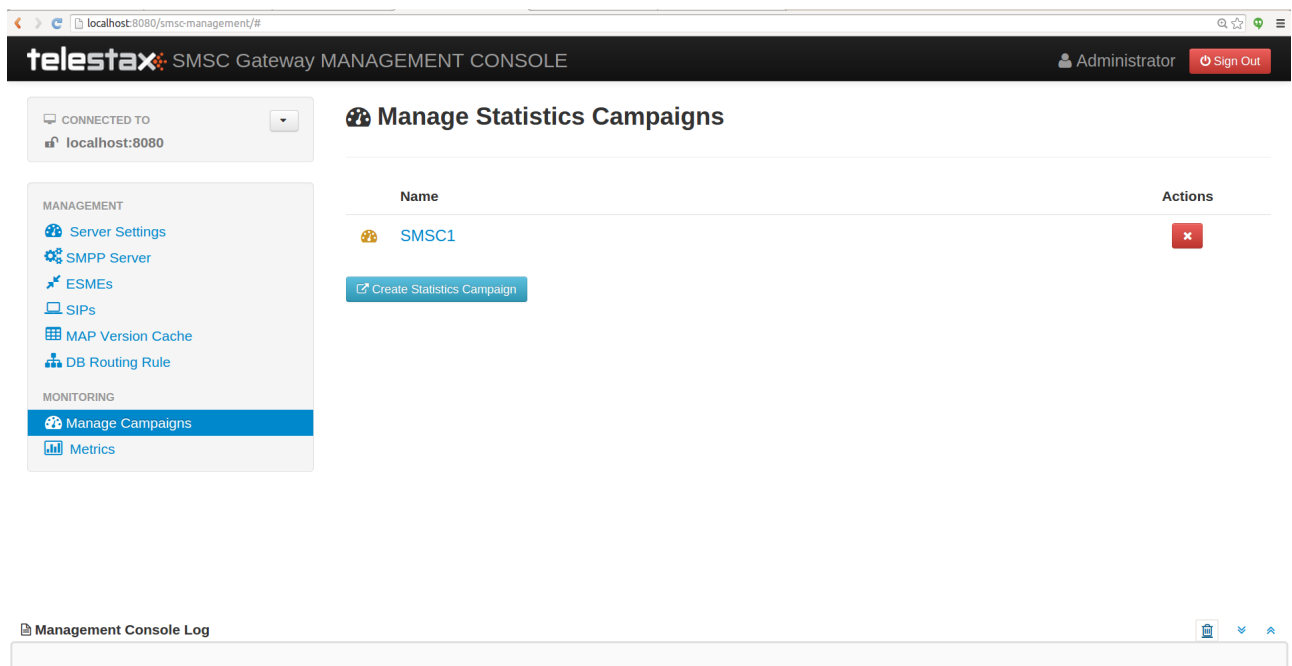 localhost:8080/smsc-management/#
telestax SMSC Gateway MANAGEMENT CONSOLE
Administrator
Sign Out
CONNECTED TO
localhost:8080
Manage Statistics Campaigns
MANAGEMENT
Server Settings
SMPP Server
ESMEs
SIPs
MAP Version Cache
DB Routing Rule
MONITORING
Manage Campaigns
Metrics
Name Actions
SMSC1
Create Statistics Campaign
Management Console Log